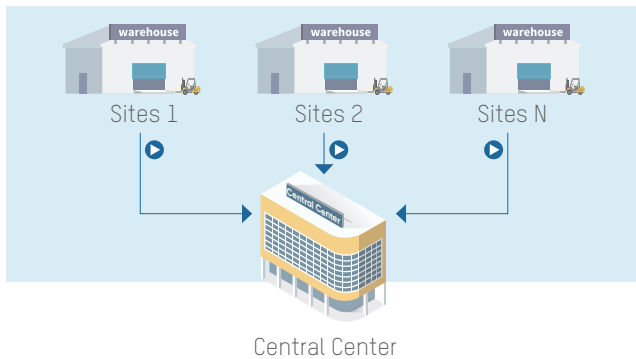 warehouse
warehouse
warehouse
Sites 1
Sites 2
Sites N
Central Center
Central Center